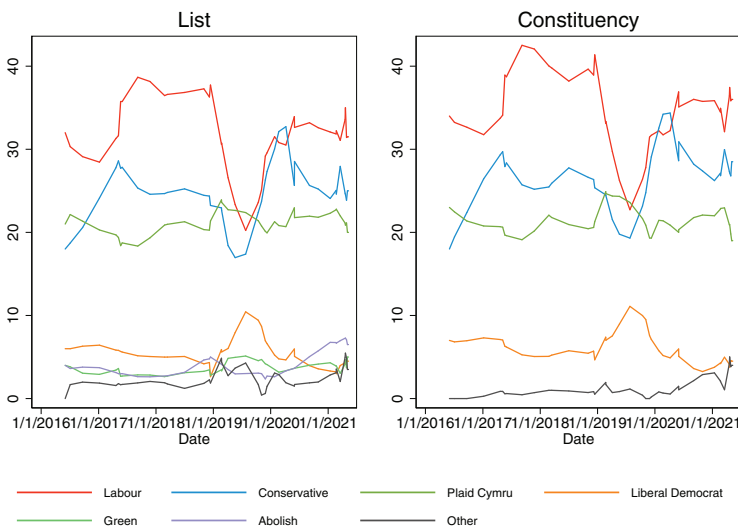 List
Constituency
40
30
20
10
0
1/1/2016 1/1/2017 1/1/2018 1/1/2019 1/1/2020 1/1/2021
Date
40
30
20
10
0
1/1/2016 1/1/2017 1/1/2018 1/1/2019 1/1/2020 1/1/2021
Date
Labour Conservative Plaid Cymru Liberal Democrat
Green Abolish Other